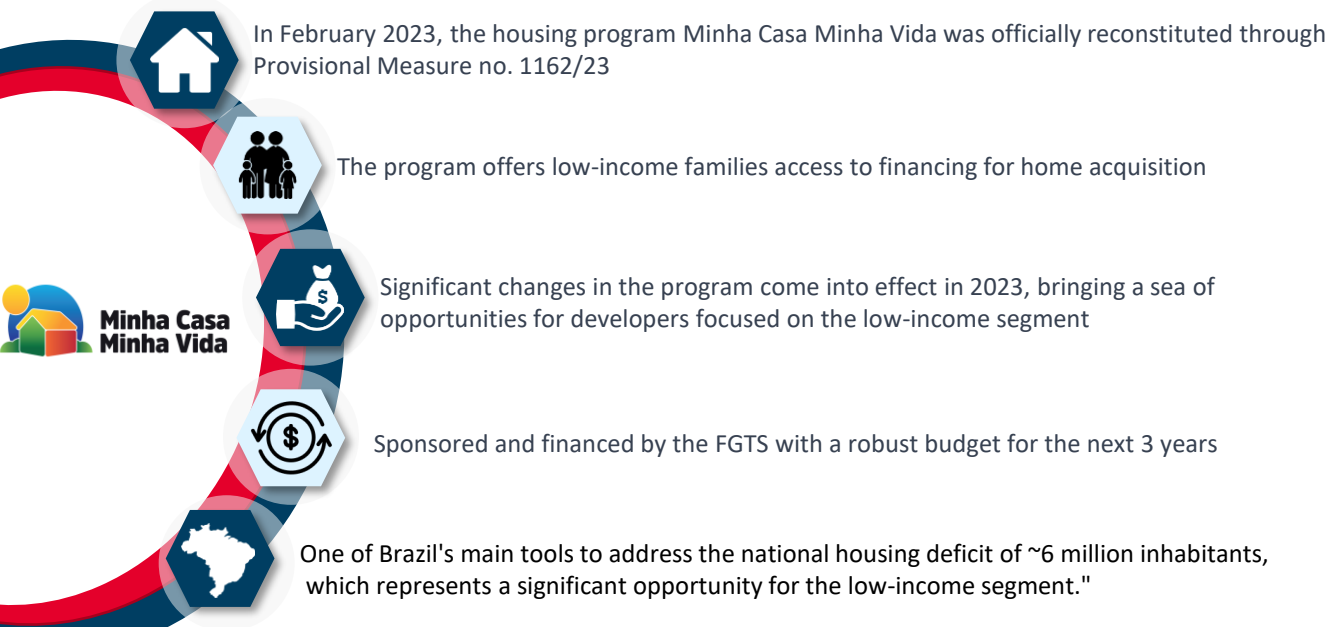 In February 2023, the housing program Minha Casa Minha Vida was officially reconstituted through
Provisional Measure no. 1162/23
The program offers low-income families access to financing for home acquisition
Significant changes in the program come into effect in 2023, bringing a sea of
opportunities for developers focused on the low-income segment
Minha Casa
Minha Vida
$
Sponsored and financed by the FGTS with a robust budget for the next 3 years
$
One of Brazil's main tools to address the national housing deficit of ~6 million inhabitants,
which represents a significant opportunity for the low-income segment."